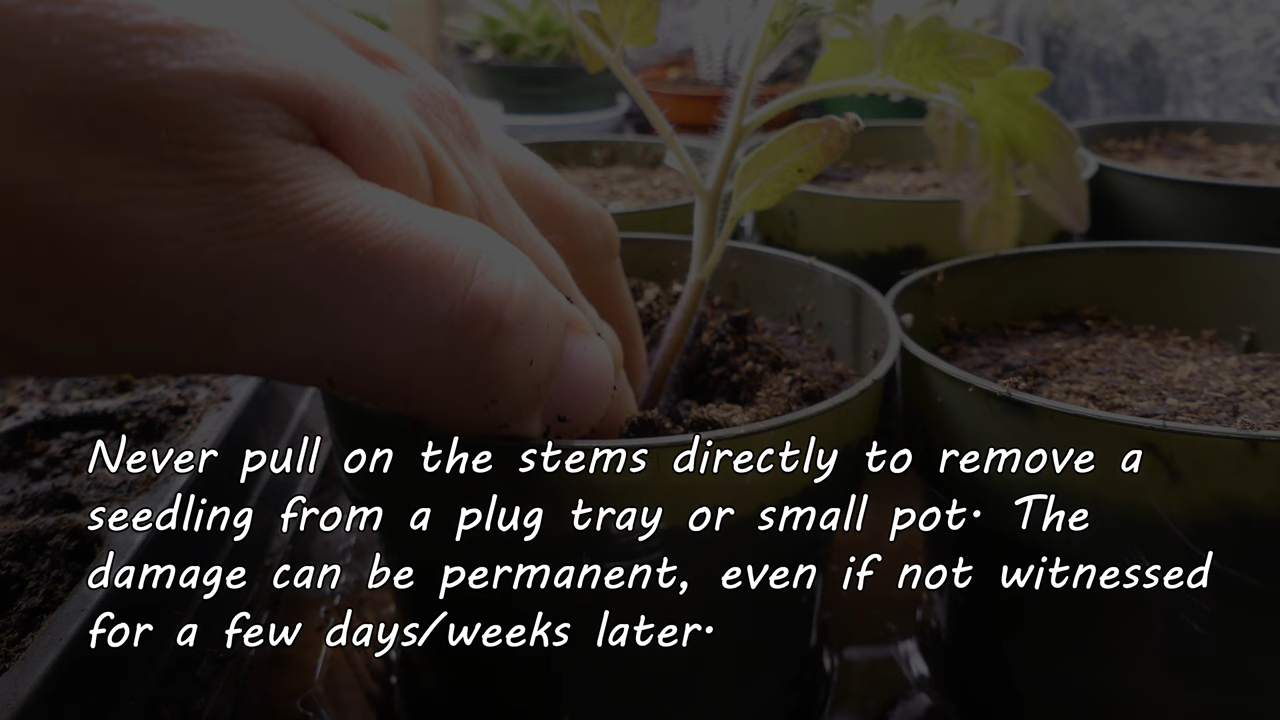 Never pull on the stems directly to remove a
seedling from a plug tray or small pot. The
damage can be permanent, even if not witnessed
for a few days/weeks later.